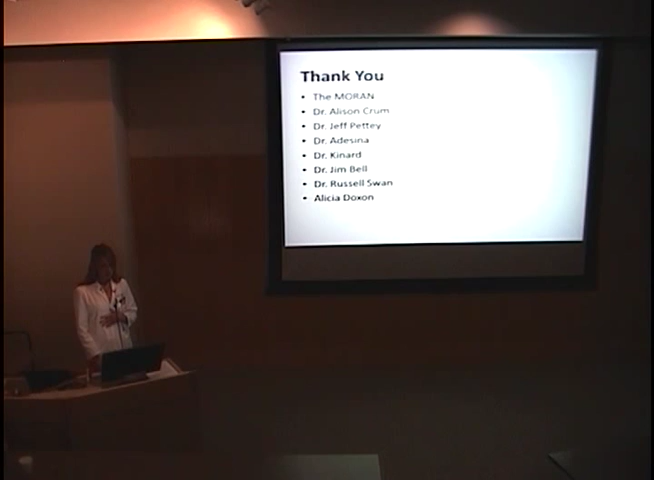 Thank You
• The MORAN
• Dr. Alison Crum
• Dr. Jeff Pettey
• Dr. Adesina
• Dr. Kinard
• Dr. Jim Bell
• Dr. Russell Swan
• Alicia Doxon